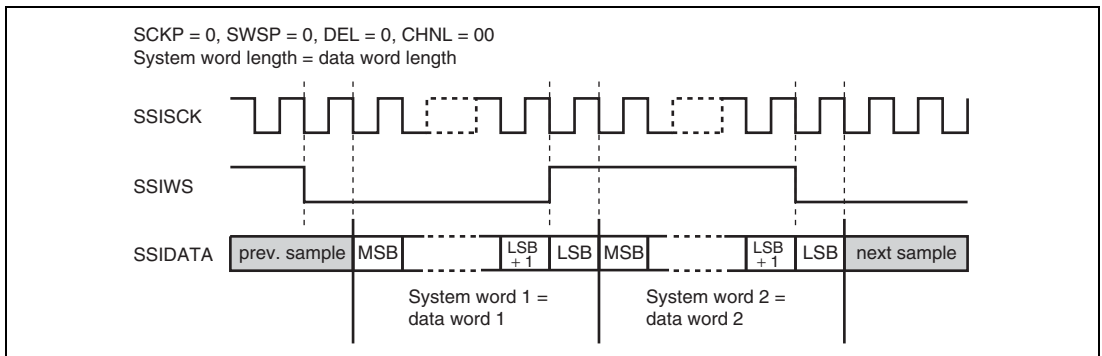 SCKP = 0, SWSP = 0, DEL = 0, CHNL = 00
System word length = data word length
SSISCK
SSIWS
SSIDATA
prev. sample
MSB
LSB
+ 1
LSB
MSB
LSB
+ 1
LSB
next sample
System word 1 =
data word 1
System word 2 =
data word 2